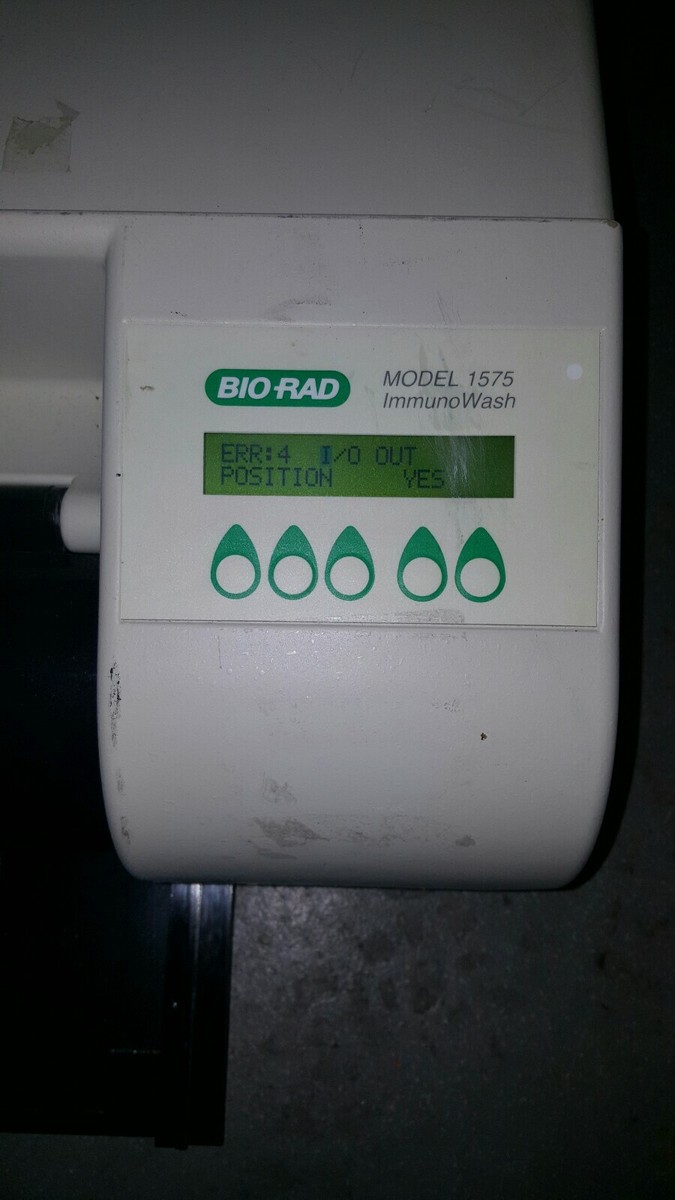 BIO-RAD
MODEL 1575
ImmunoWash
ERR:4 I/O OUT
POSITION YES